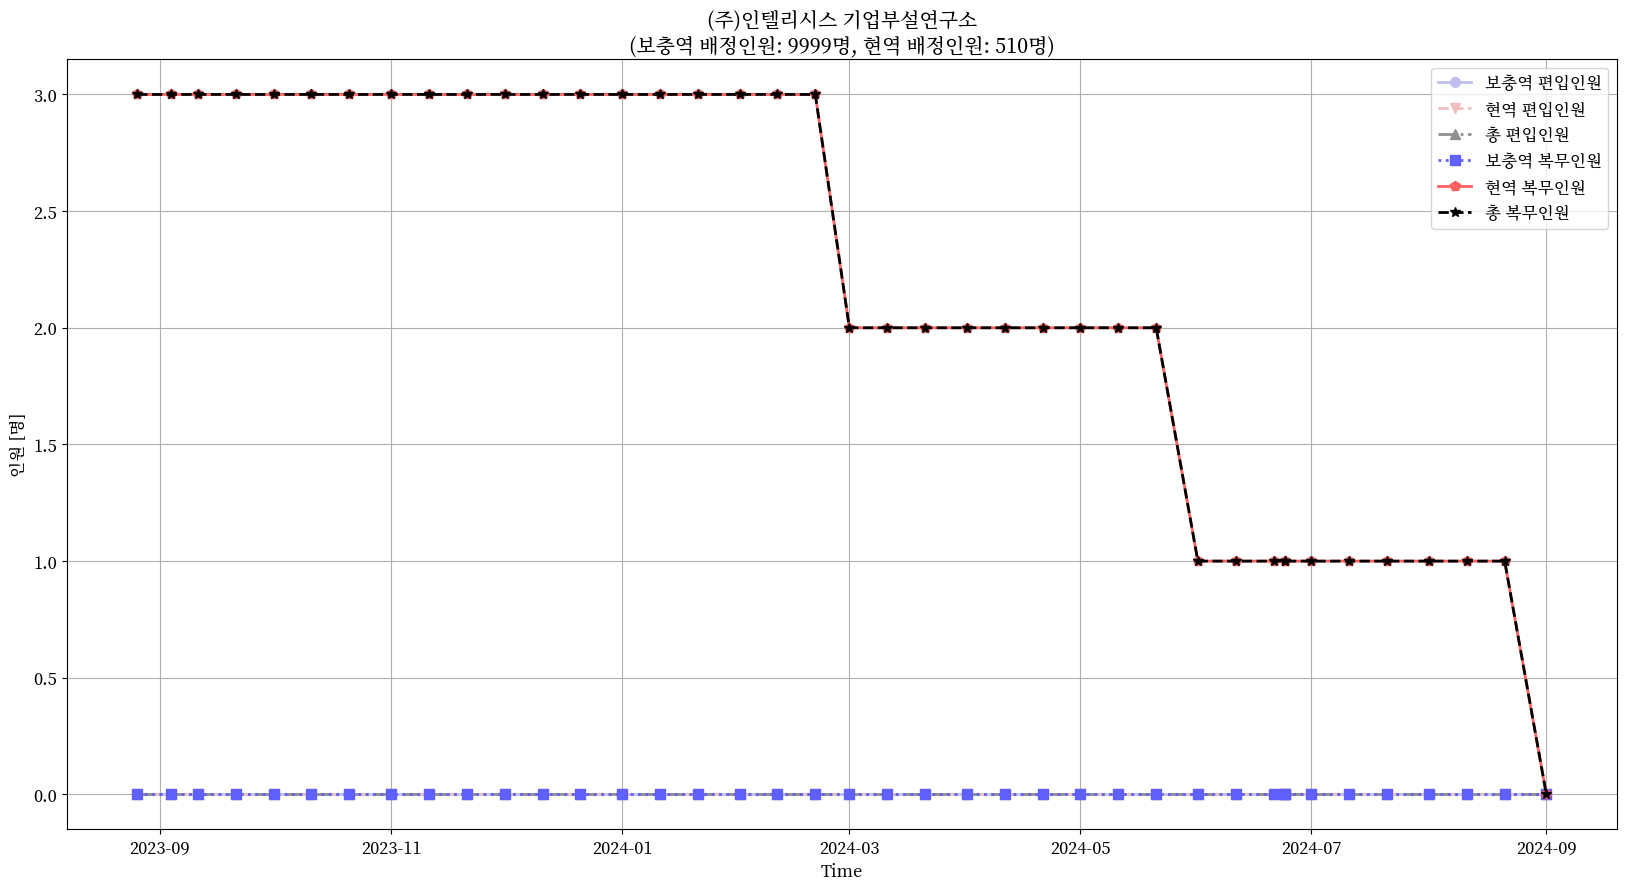 (주)인텔리시스 기업부설연구소
(보충역 배정인원: 9999명, 현역 배정인원: 510명)
보충역 편입인원
현역 편입인원
총 편입인원
보충역 복무인원
현역 복무인원
총 복무인원
3.0
2.5
2.0
1.5
1.0
0.5
0.0
인원 [명]
2023-09
2023-11
2024-01
2024-03
2024-05
2024-07
2024-09
Time